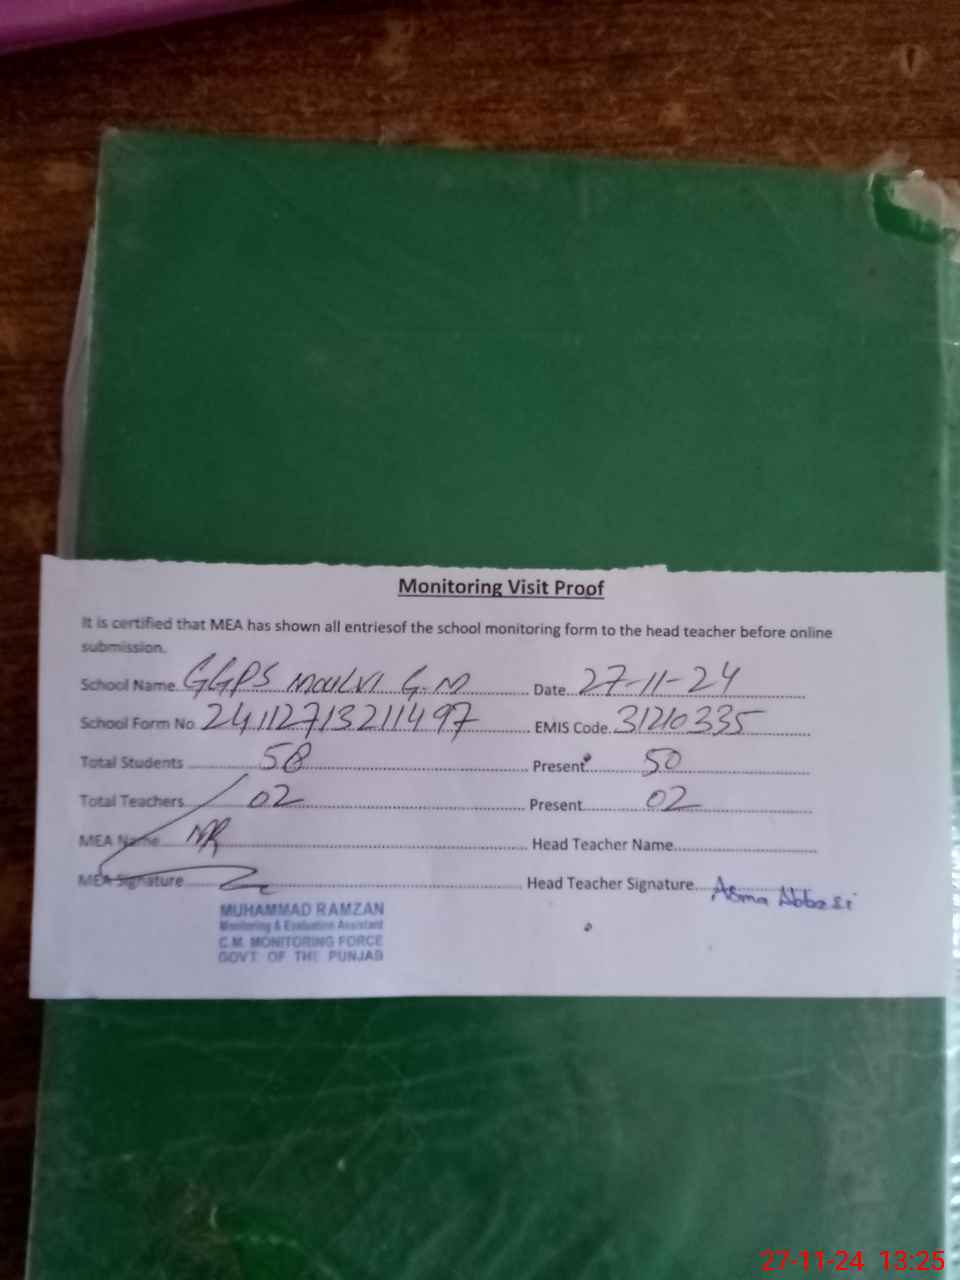 Monitoring Visit Proof
It is certified that MEA has shown all entriesof the school monitoring form to the head teacher before online
submission.
School Name. GGPS MOULVI G.M Date. 27-11-24
School Form No 24112713211497 EMIS Code. 31210335
Total Students 58 Present. 50
Total Teachers. 02 Present. 02
MEA Name MR Head Teacher Name.
MEA Signature Head Teacher Signature. Asma Abbasi
MUHAMMAD RAMZAN
Monitoring & Evaluation Assistant
C.M. MONITORING FORCE
GOVT. OF THE PUNJAB
27-11-24 13:25